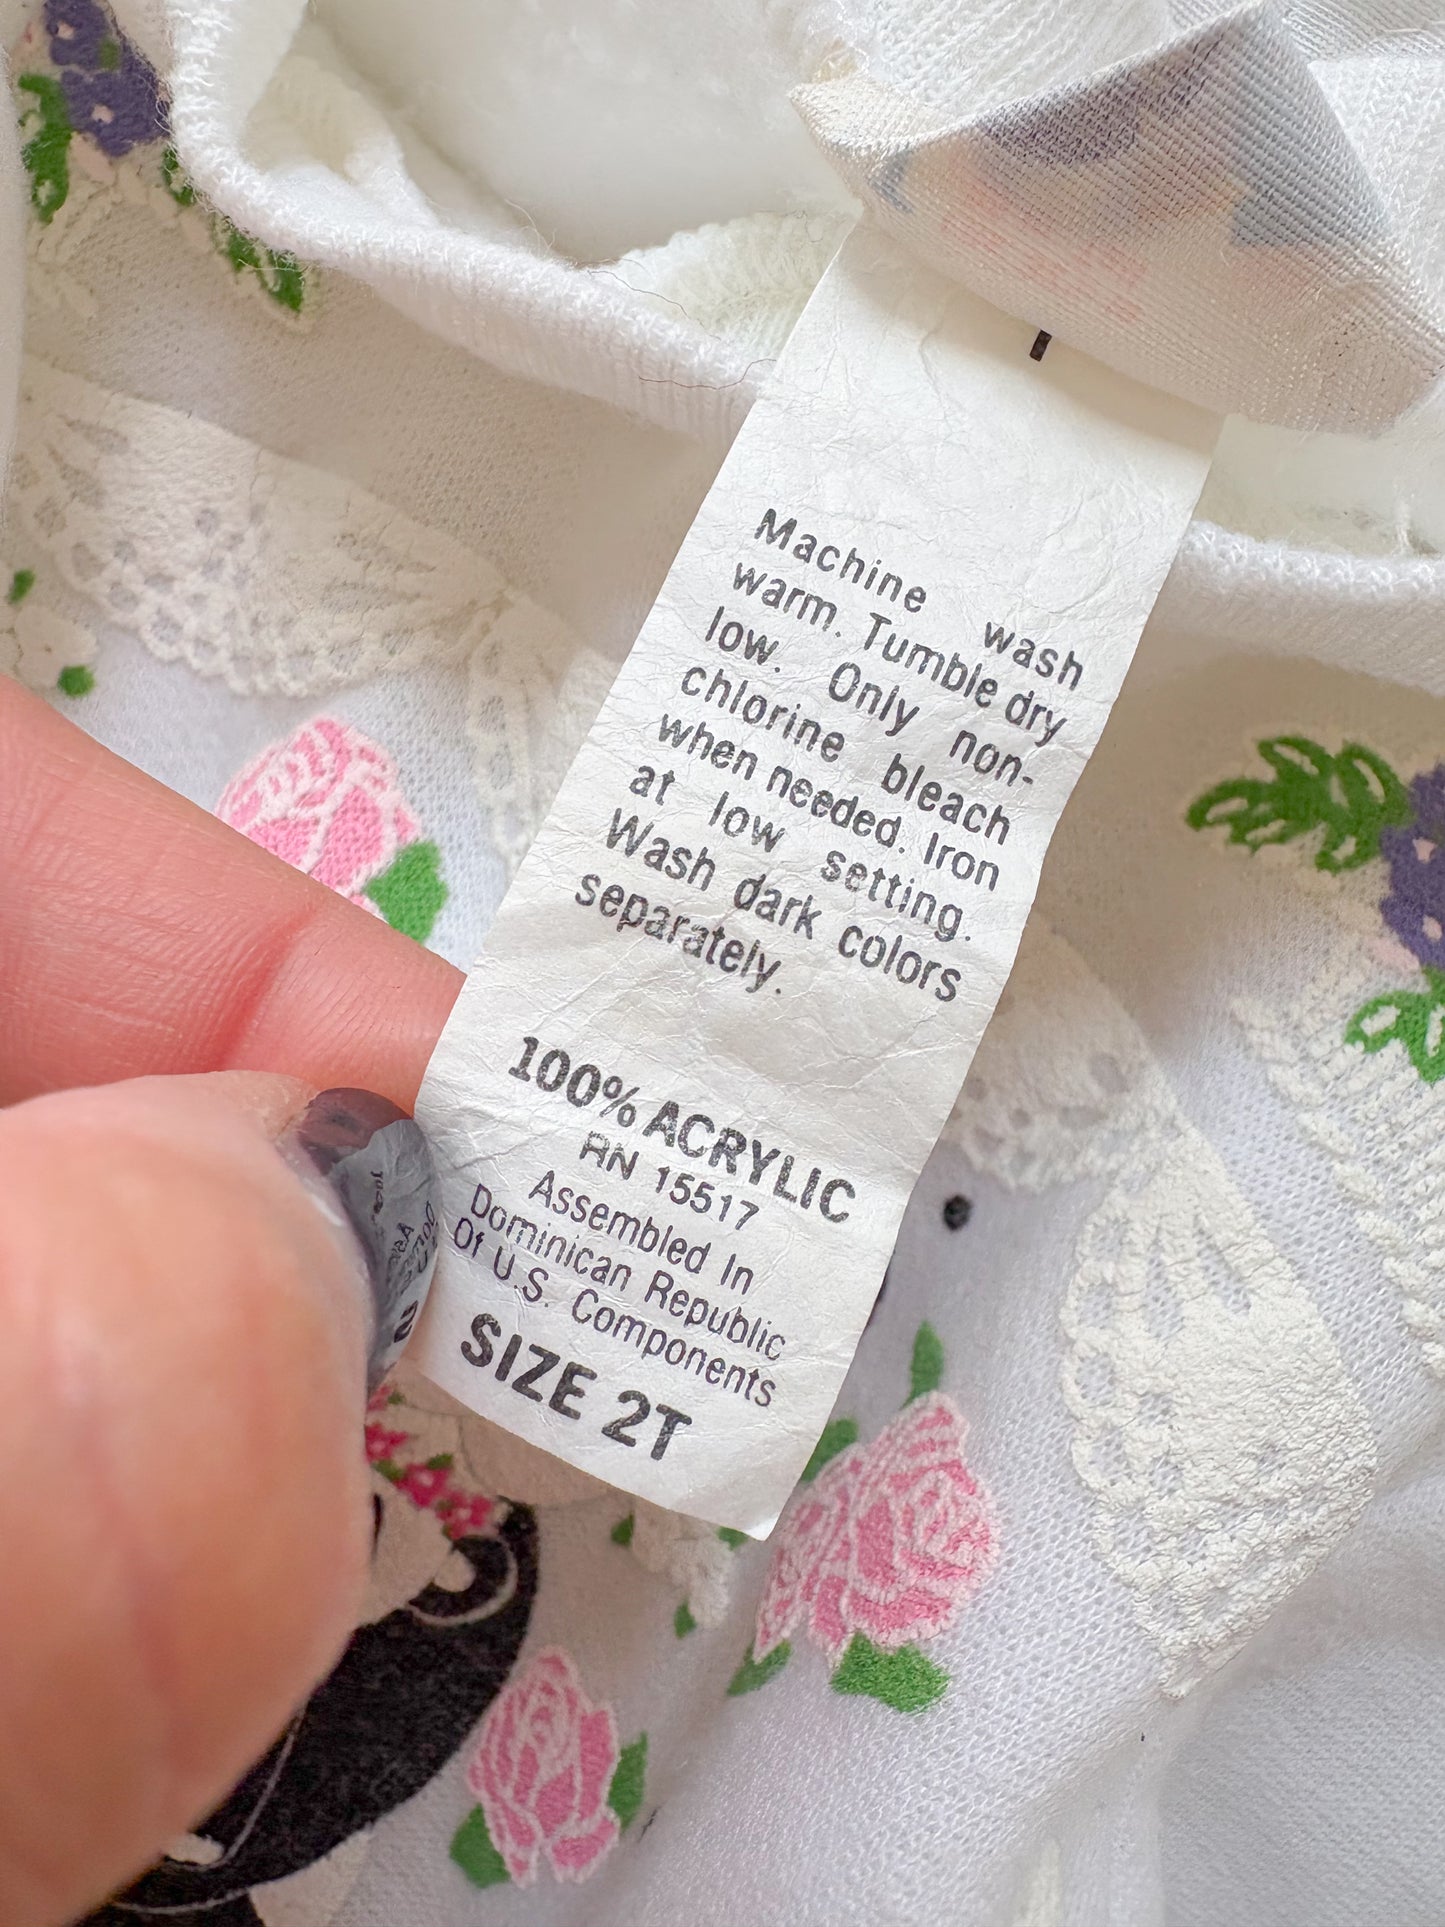 Machine wash
warm. Tumble dry
low. Only non-
chlorine bleach
when needed. Iron
at low setting.
Wash dark colors
separately.
100% ACRYLIC
RN 15517
Assembled In
Dominican Republic
Of U.S. Components
SIZE 2T